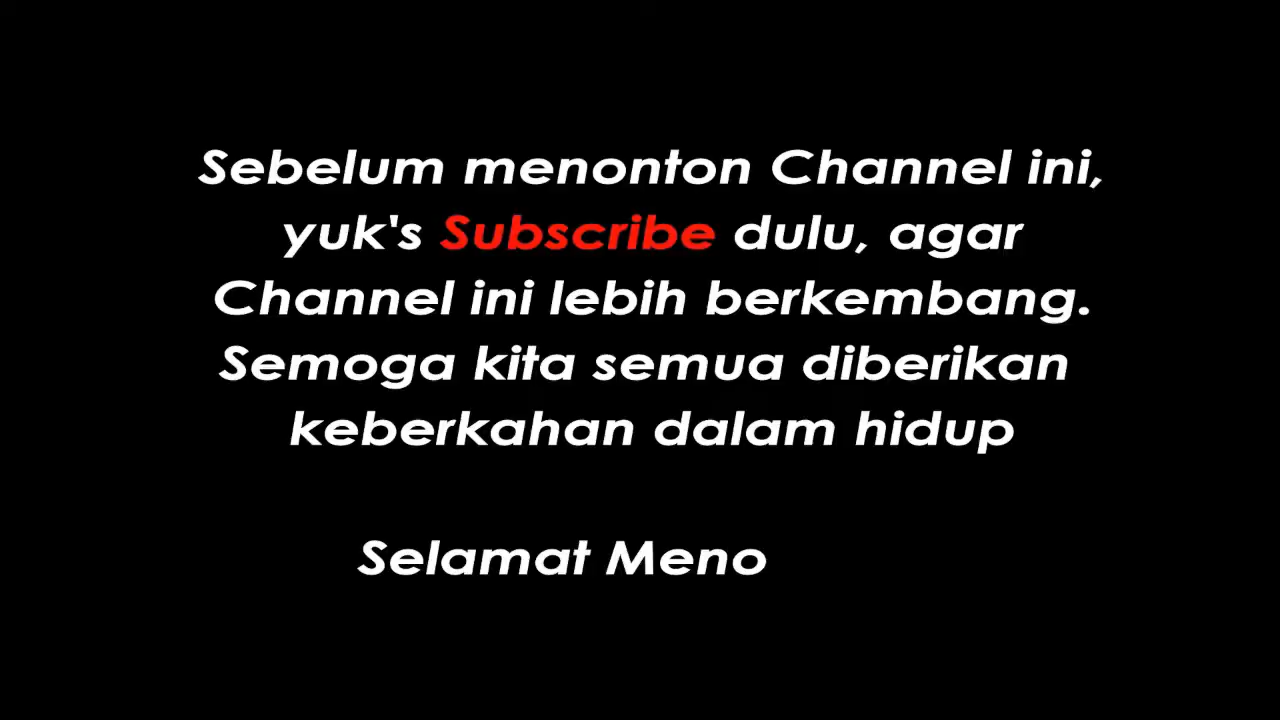 Sebelum menonton Channel ini,
yuk's Subscribe dulu, agar
Channel ini lebih berkembang.
Semoga kita semua diberikan
keberkahan dalam hidup
Selamat Meno